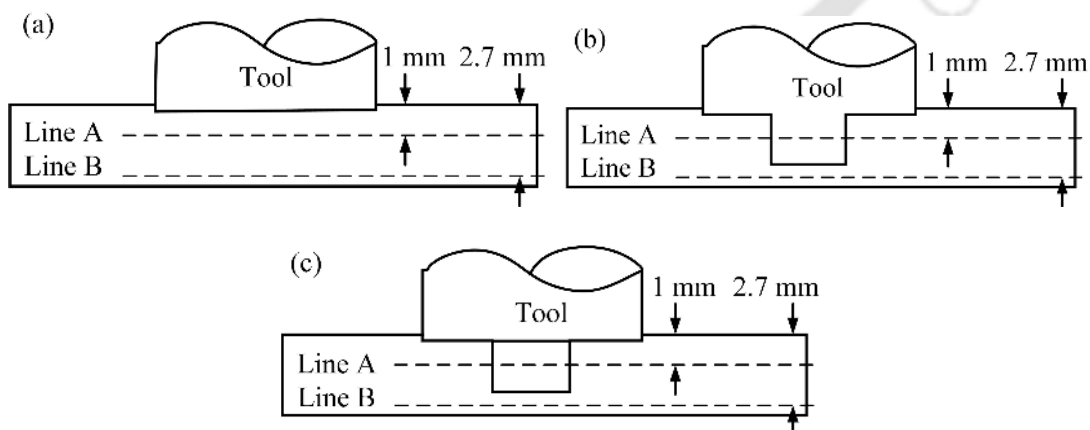 (a)
Tool
1 mm 2.7 mm
Line A
Line B
(b)
Tool
1 mm 2.7 mm
Line A
Line B
(c)
Tool
1 mm 2.7 mm
Line A
Line B